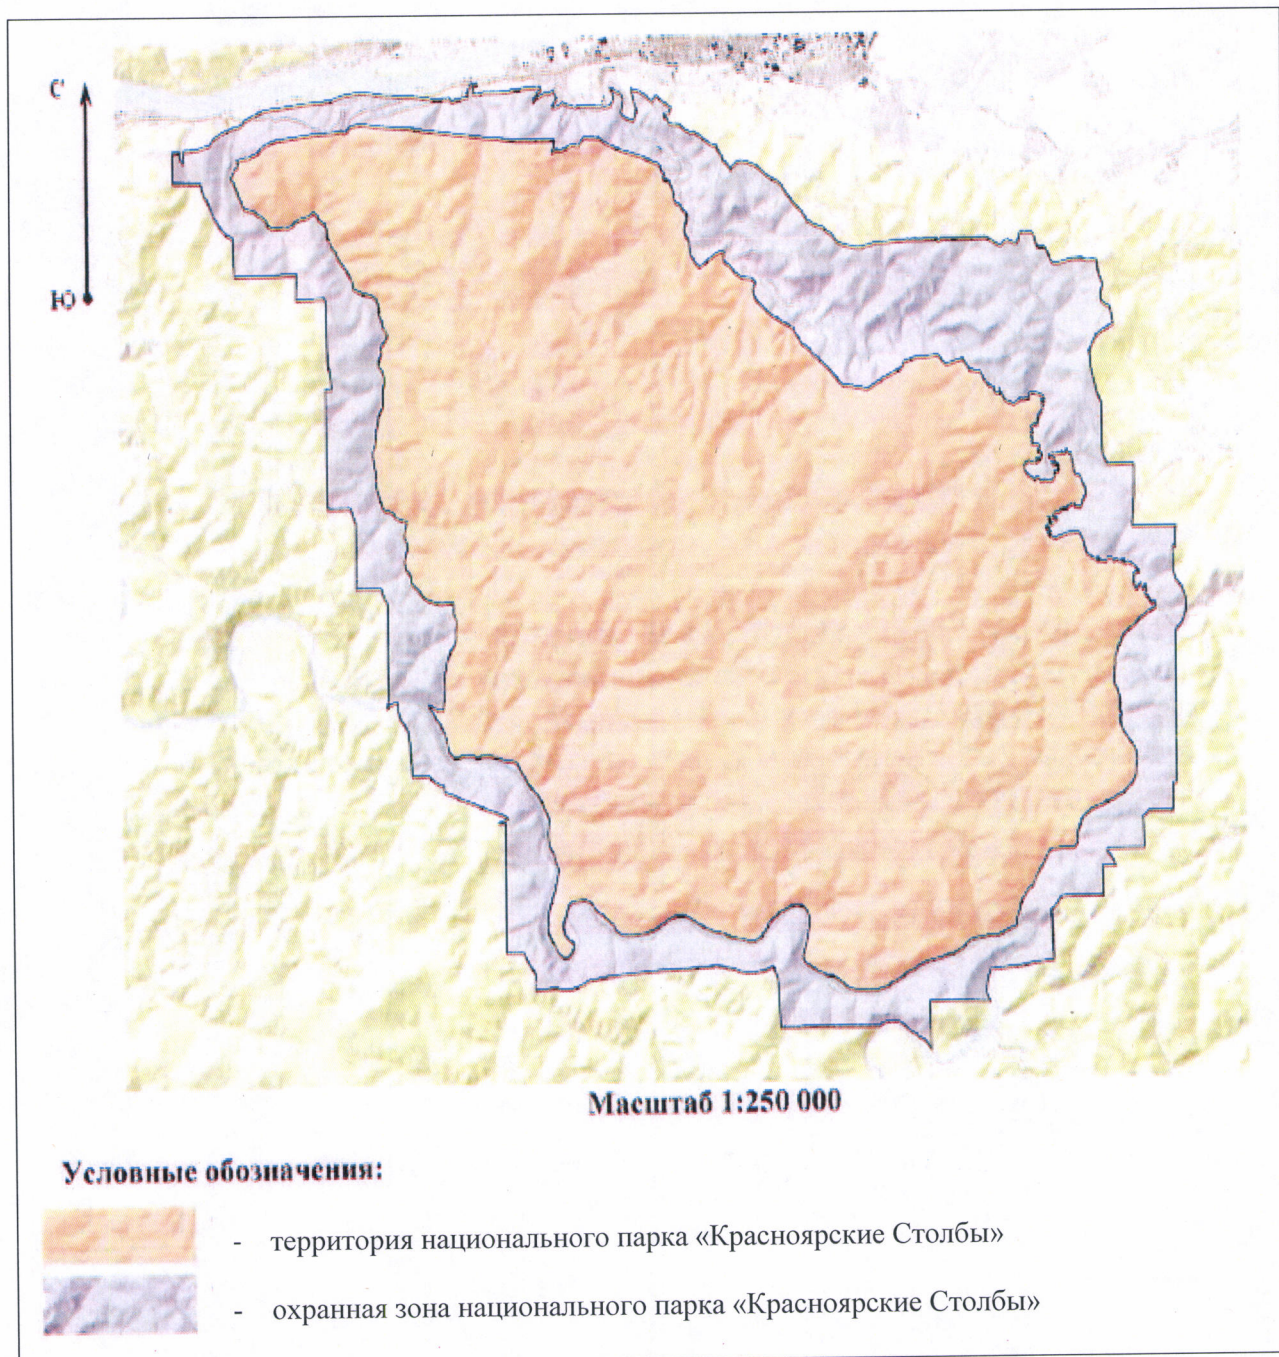 С
Ю
Масштаб 1:250 000
Условные обозначения:
- территория национального парка «Красноярские Столбы»
- охранная зона национального парка «Красноярские Столбы»